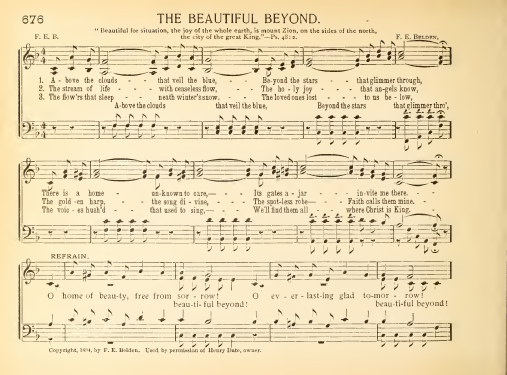 676
THE BEAUTIFUL BEYOND.
"Beautiful for situation, the joy of the whole earth, is mount Zion, on the sides of the north,
the city of the great King."—Ps. 48:2.
F. E. B.
F. E. BELDEN.
1. A - bove the clouds - - that veil the blue, Be-yond the stars - - that glimmer through,
2. The stream of life - - with ceaseless flow, The ho - ly joy - - that an-gels know,
3. The flow'rs that sleep neath winter's snow, The loved ones lost - - to us be - low,
A-bove the clouds that veil the blue, Beyond the stars that glimmer thro',
There is a home - - un-known to care,— Its gates a - jar - - in-vite me there.
The gold - en harp, - - the song di - vine, The spot-less robe— Faith calls them mine.
The voic - es hush'd - - that used to sing, — We'll find them all where Christ is King.
REFRAIN.
O home of beau-ty, free from sor - row! O ev - er - last-ing glad to-mor - row!
beau-ti-ful beyond! beau-ti-ful beyond!
Copyright, 1894, by F. E. Belden. Used by permission of Henry Date, owner.